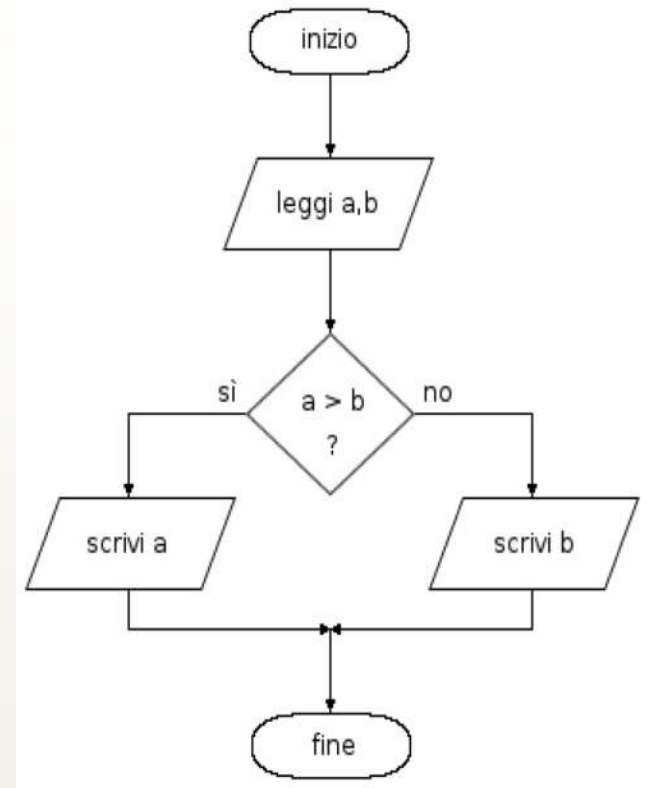 inizio
leggi a,b
sì
a > b
?
no
scrivi a
scrivi b
fine